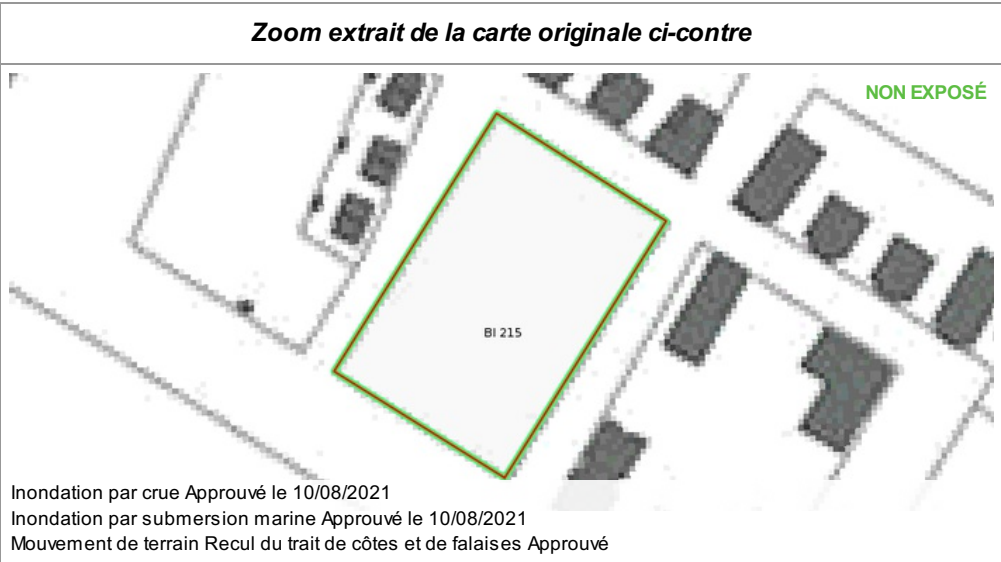 Zoom extrait de la carte originale ci-contre
NON EXPOSÉ
BI 215
Inondation par crue Approuvé le 10/08/2021
Inondation par submersion marine Approuvé le 10/08/2021
Mouvement de terrain Recul du trait de côtes et de falaises Approuvé